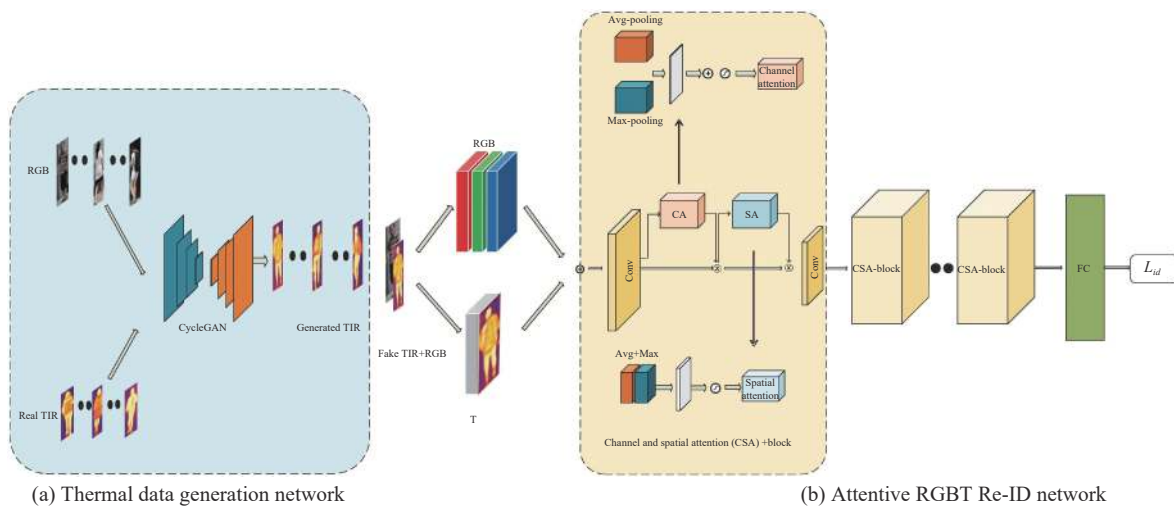 RGB
CycleGAN
Generated TIR
Real TIR
(a) Thermal data generation network
Fake TIR+RGB
RGB
T
Avg-pooling
Max-pooling
Channel
attention
Conv
CA
SA
Conv
Avg+Max
Spatial
attention
Channel and spatial attention (CSA) +block
CSA-block
CSA-block
FC
L_{id}
(b) Attentive RGBT Re-ID network